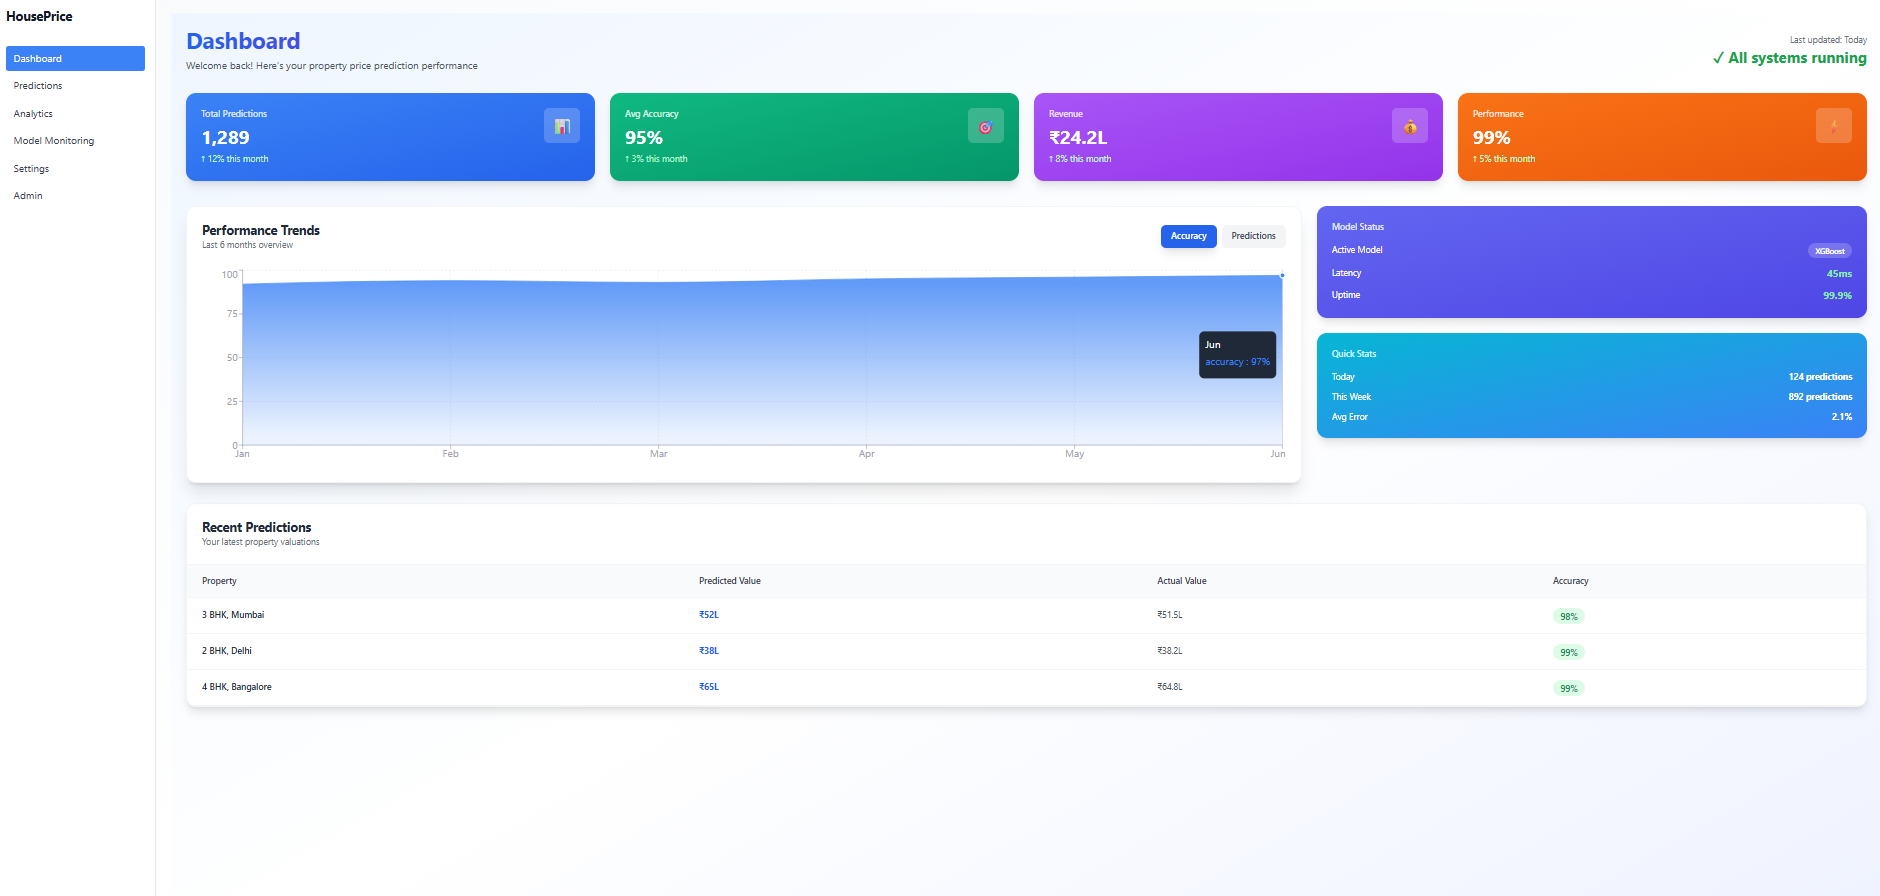 HousePrice
Dashboard
Predictions
Analytics
Model Monitoring
Settings
Admin
Dashboard
Welcome back! Here's your property price prediction performance
Last updated: Today
✓ All systems running
Total Predictions
1,289
↑ 12% this month
Avg Accuracy
95%
↑ 3% this month
Revenue
₹24.2L
↑ 8% this month
Performance
99%
↑ 5% this month
Performance Trends
Last 6 months overview
Accuracy Predictions
100
75
50
25
0
Jan Feb Mar Apr May Jun
Jun
accuracy : 97%
Model Status
Active Model XGBoost
Latency 45ms
Uptime 99.9%
Quick Stats
Today 124 predictions
This Week 892 predictions
Avg Error 2.1%
Recent Predictions
Your latest property valuations
Property Predicted Value Actual Value Accuracy
3 BHK, Mumbai ₹52L ₹51.5L 98%
2 BHK, Delhi ₹38L ₹38.2L 99%
4 BHK, Bangalore ₹65L ₹64.8L 99%